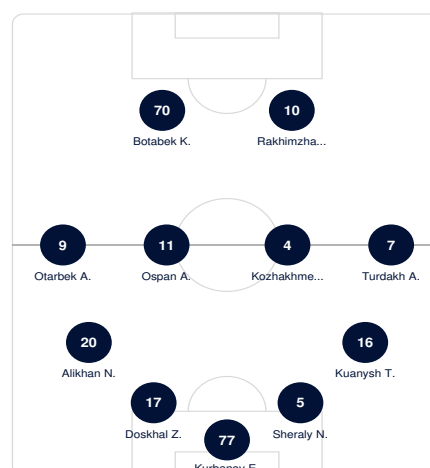 70
10
Botabek K.
Rakhimzha...
9
11
4
7
Otarbek A.
Ospan A.
Kozhakhme...
Turdakh A.
20
16
Alikhan N.
Kuanysh T.
17
5
Doskhal Z.
Sheraly N.
77